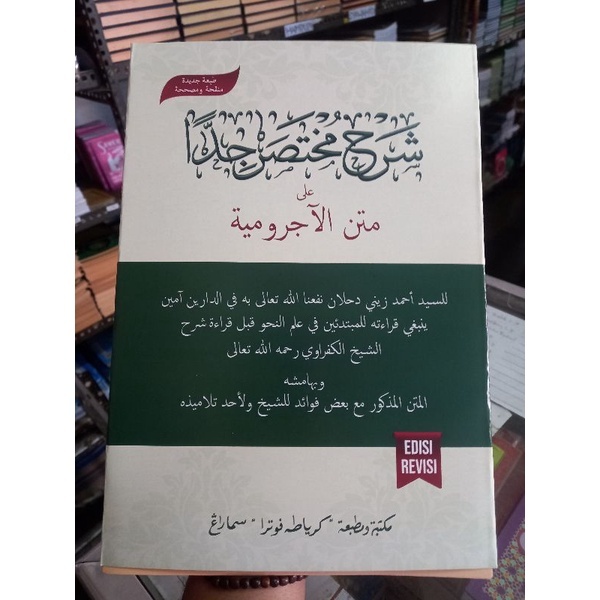 طبعة جديدة
منقحة ومصححة
شرح مختصر جدًّا
على
متن الآجرومية
للسيد أحمد زيني دحلان نفعنا الله تعالى به في الدارين آمين
ينبغي قراءته للمبتدئين في علم النحو قبل قراءة شرح
الشيخ الكفراوي رحمه الله تعالى
وبهامشه
المتن المذكور مع بعض فوائد للشيخ ولأحد تلاميذه
EDISI
REVISI
مكتبة ومطبعة "كرياطه فوترا" سماراڠ